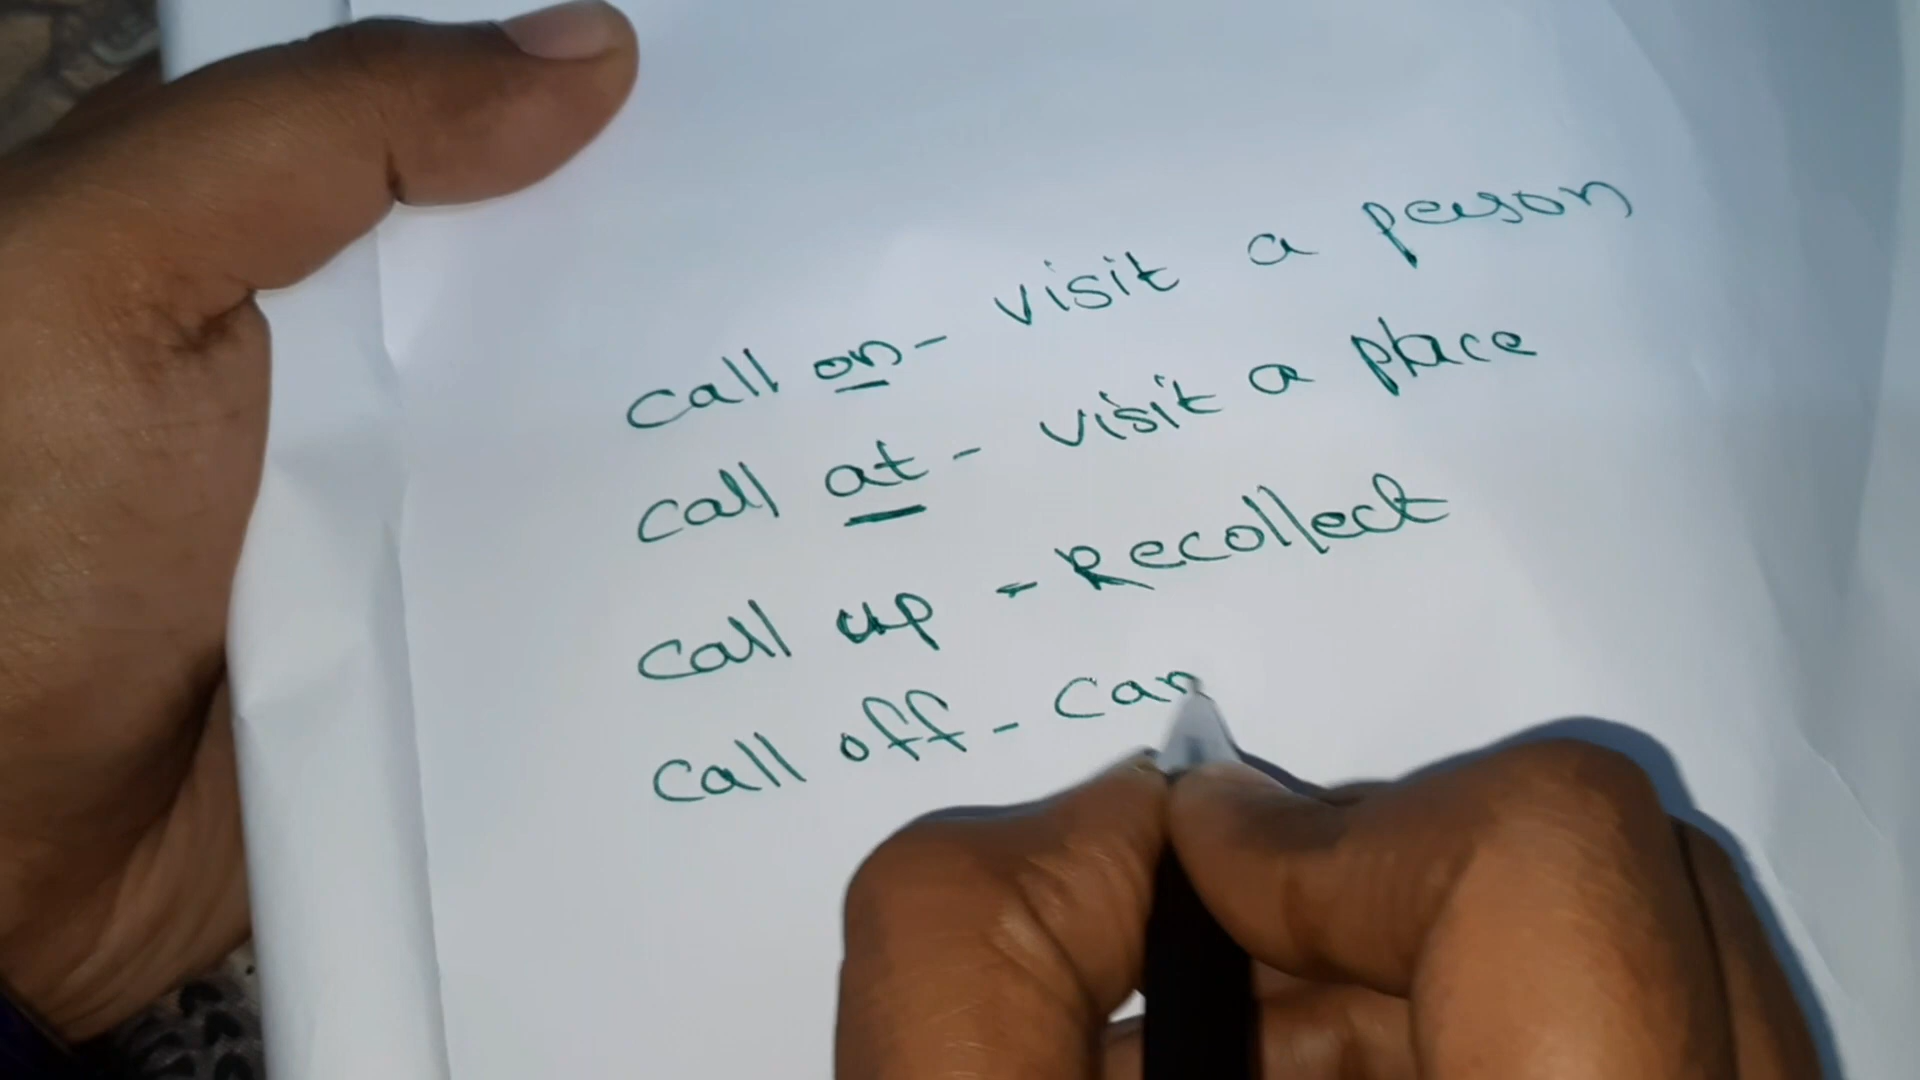 call on - visit a person
call at - visit a place
call up - Recollect
call off - can